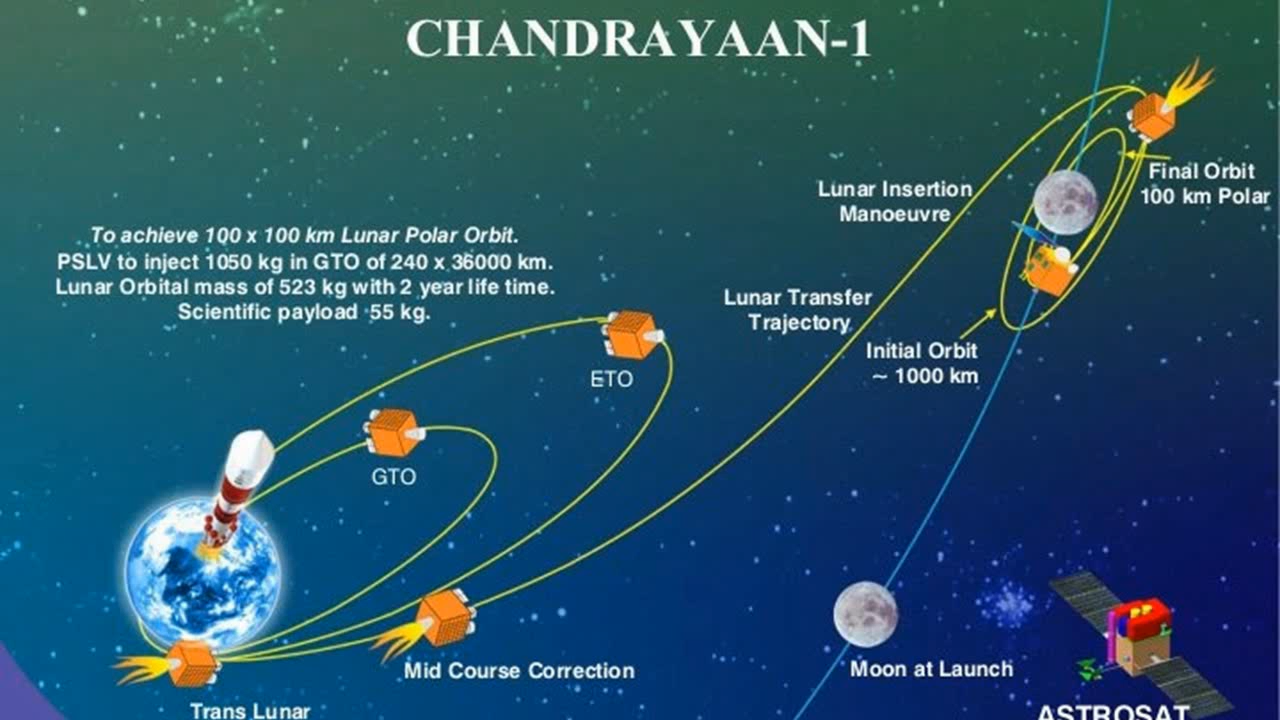 CHANDRAYAAN-1
To achieve 100 x 100 km Lunar Polar Orbit.
PSLV to inject 1050 kg in GTO of 240 x 36000 km.
Lunar Orbital mass of 523 kg with 2 year life time.
Scientific payload 55 kg.
Final Orbit
100 km Polar
Lunar Insertion
Manoeuvre
Lunar Transfer
Trajectory
Initial Orbit
~ 1000 km
ETO
GTO
Mid Course Correction
Moon at Launch
Trans Lunar
ASTROSAT